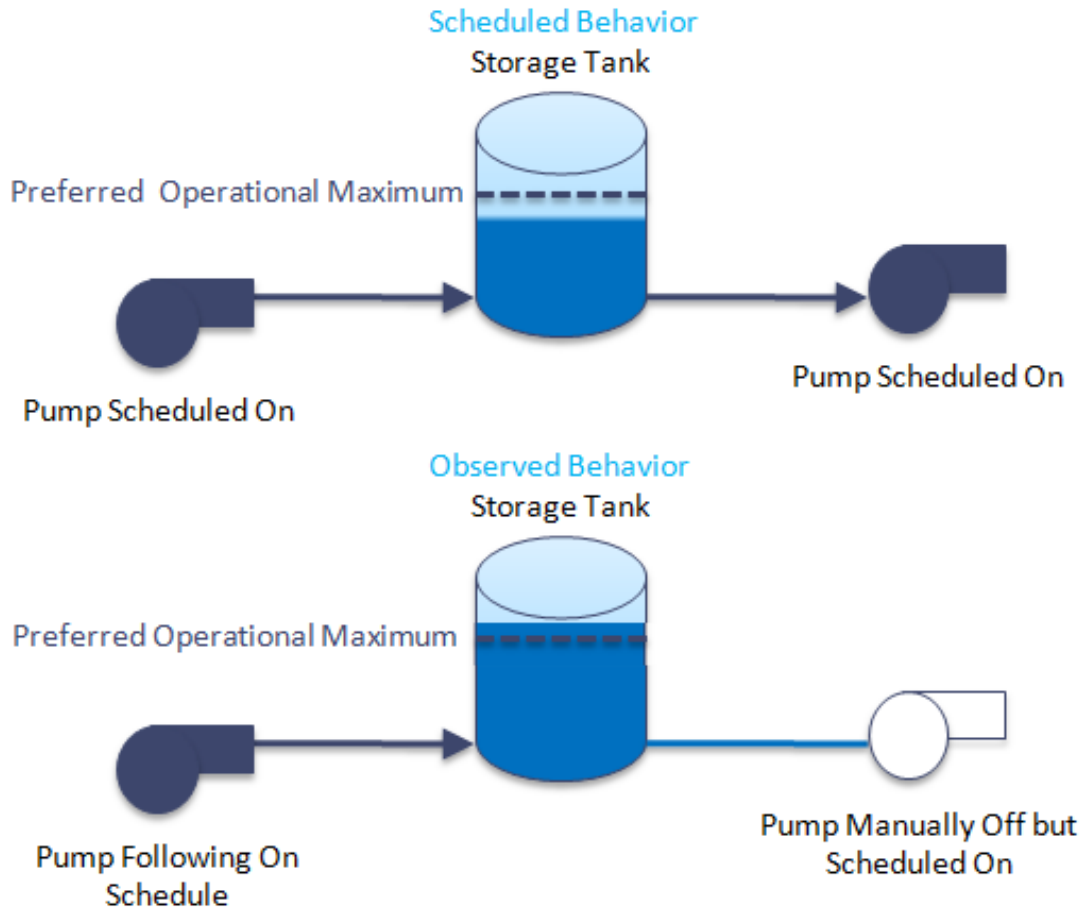 Scheduled Behavior
Storage Tank
Preferred Operational Maximum
Pump Scheduled On
Pump Scheduled On
Observed Behavior
Storage Tank
Preferred Operational Maximum
Pump Following On
Schedule
Pump Manually Off but
Scheduled On